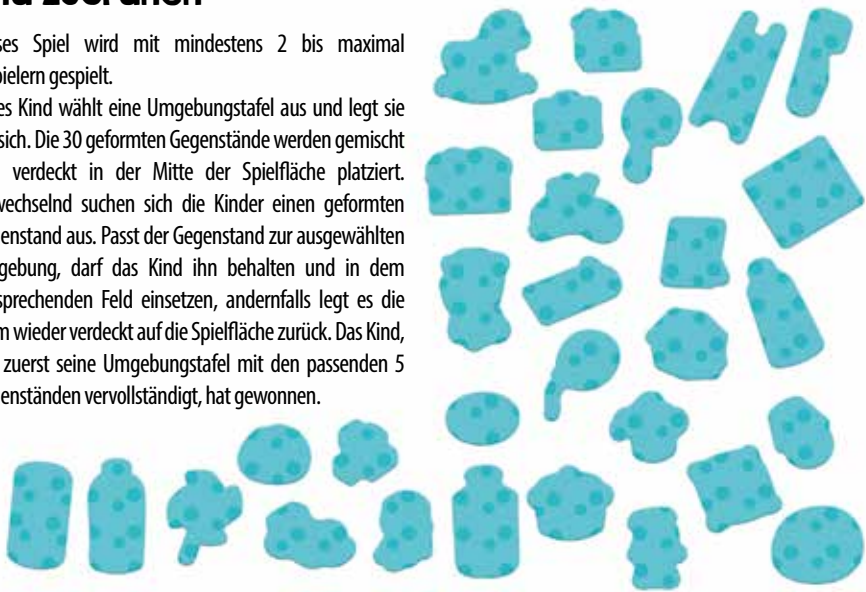 ses Spiel wird mit mindestens 2 bis maximal
pielern gespielt.
es Kind wählt eine Umgebungstafel aus und legt sie
sich. Die 30 geformten Gegenstände werden gemischt
verdeckt in der Mitte der Spielfläche platziert.
wechselnd suchen sich die Kinder einen geformten
enstand aus. Passt der Gegenstand zur ausgewählten
gebung, darf das Kind ihn behalten und in dem
sprechenden Feld einsetzen, andernfalls legt es die
m wieder verdeckt auf die Spielfläche zurück. Das Kind,
zuerst seine Umgebungstafel mit den passenden 5
enständen vervollständigt, hat gewonnen.